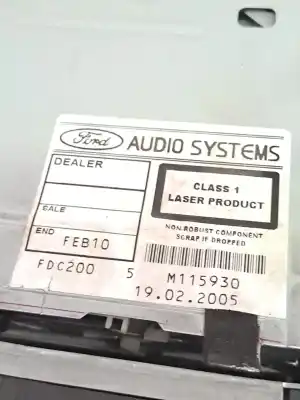 Ford AUDIO SYSTEMS
DEALER
CLASS 1
LASER PRODUCT
SALE
NON-ROBUST COMPONENT
SCRAP IF DROPPED
END FEB10
FDC200 5 M115930
19.02.2005